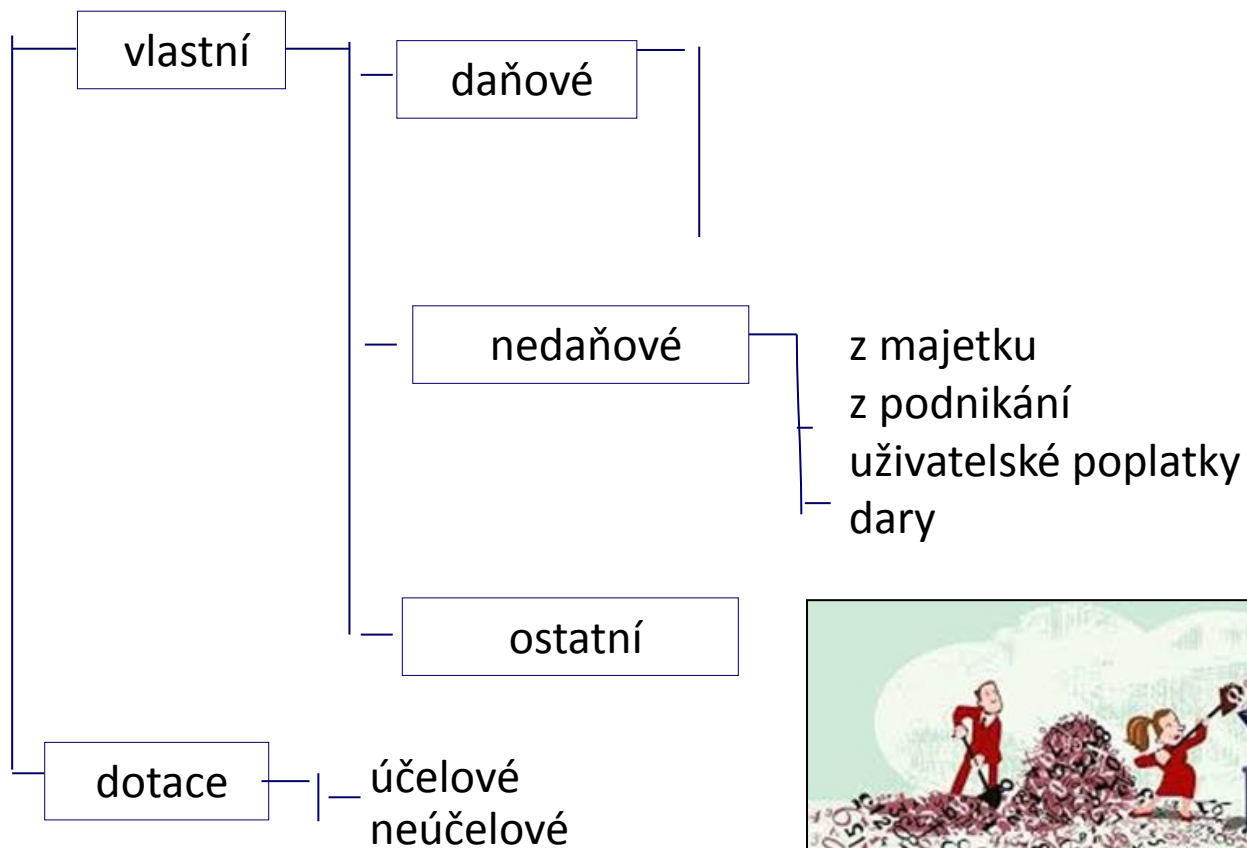 vlastní
daňové
nedaňové
z majetku
z podnikání
uživatelské poplatky
dary
ostatní
dotace
účelové
neúčelové